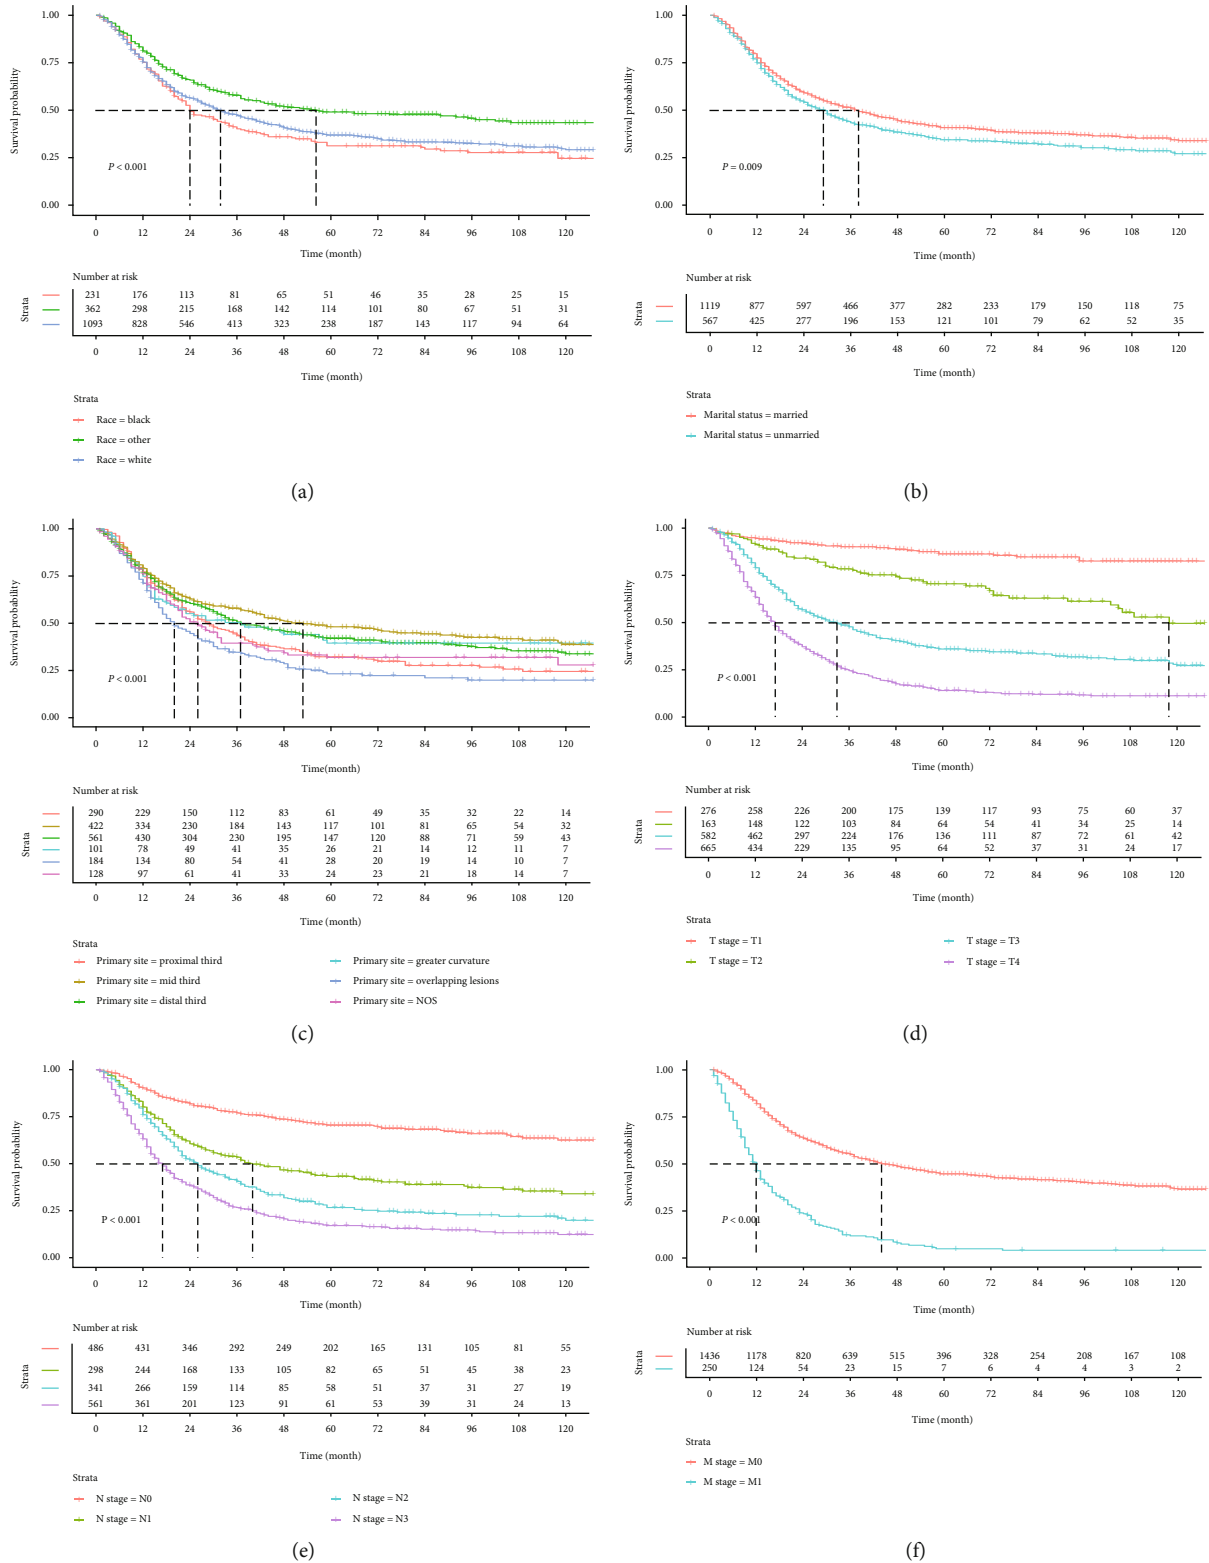 1.00
0.75
0.50
0.25
0.00
Survival probability
P < 0.001
0 12 24 36 48 60 72 84 96 108 120
Time (month)
Number at risk
Strata
231 176 113 81 65 51 46 35 28 25 15
362 298 215 168 142 114 101 80 67 51 31
1093 828 546 413 323 238 187 143 117 94 64
0 12 24 36 48 60 72 84 96 108 120
Time (month)
Strata
Race = black
Race = other
Race = white
(a)
1.00
0.75
0.50
0.25
0.00
Survival probability
P = 0.009
0 12 24 36 48 60 72 84 96 108 120
Time (month)
Number at risk
Strata
1119 877 597 466 377 282 233 179 150 118 75
567 425 277 196 153 121 101 79 62 52 35
0 12 24 36 48 60 72 84 96 108 120
Time (month)
Strata
Marital status = married
Marital status = unmarried
(b)
1.00
0.75
0.50
0.25
0.00
Survival probability
P < 0.001
0 12 24 36 48 60 72 84 96 108 120
Time(month)
Number at risk
Strata
290 229 150 112 83 61 49 35 32 22 14
422 334 230 184 143 117 101 81 65 54 32
561 430 304 230 195 147 120 88 71 59 43
101 78 49 41 35 26 21 14 12 11 7
184 134 80 54 41 28 20 19 14 10 7
128 97 61 41 33 24 23 21 18 14 7
0 12 24 36 48 60 72 84 96 108 120
Time (month)
Strata
Primary site = proximal third
Primary site = mid third
Primary site = distal third
Primary site = greater curvature
Primary site = overlapping lesions
Primary site = NOS
(c)
1.00
0.75
0.50
0.25
0.00
Survival probability
P < 0.001
0 12 24 36 48 60 72 84 96 108 120
Time (month)
Number at risk
Strata
276 258 226 200 175 139 117 93 75 60 37
163 148 122 103 84 64 54 41 34 25 14
582 462 297 224 176 136 111 87 72 61 42
665 434 229 135 95 64 52 37 31 24 17
0 12 24 36 48 60 72 84 96 108 120
Time (month)
Strata
T stage = T1
T stage = T2
T stage = T3
T stage = T4
(d)
1.00
0.75
0.50
0.25
0.00
Survival probability
P < 0.001
0 12 24 36 48 60 72 84 96 108 120
Time (month)
Number at risk
Strata
486 431 346 292 249 202 165 131 105 81 55
298 244 168 133 105 82 65 51 45 38 23
341 266 159 114 85 58 51 37 31 27 19
561 361 201 123 91 61 53 39 31 24 13
0 12 24 36 48 60 72 84 96 108 120
Time (month)
Strata
N stage = N0
N stage = N1
N stage = N2
N stage = N3
(e)
1.00
0.75
0.50
0.25
0.00
Survival probability
P < 0.001
0 12 24 36 48 60 72 84 96 108 120
Time (month)
Number at risk
Strata
1436 1178 820 639 515 396 328 254 208 167 108
250 124 54 23 15 7 6 4 4 3 2
0 12 24 36 48 60 72 84 96 108 120
Time (month)
Strata
M stage = M0
M stage = M1
(f)